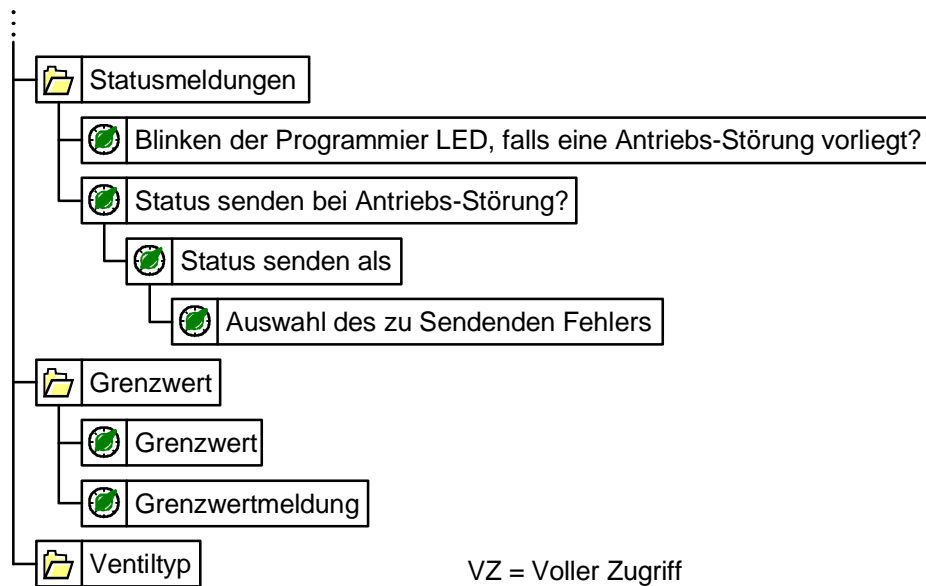 Statusmeldungen
Blinken der Programmier LED, falls eine Antriebs-Störung vorliegt?
Status senden bei Antriebs-Störung?
Status senden als
Auswahl des zu Sendenden Fehlers
Grenzwert
Grenzwert
Grenzwertmeldung
Ventiltyp
VZ = Voller Zugriff